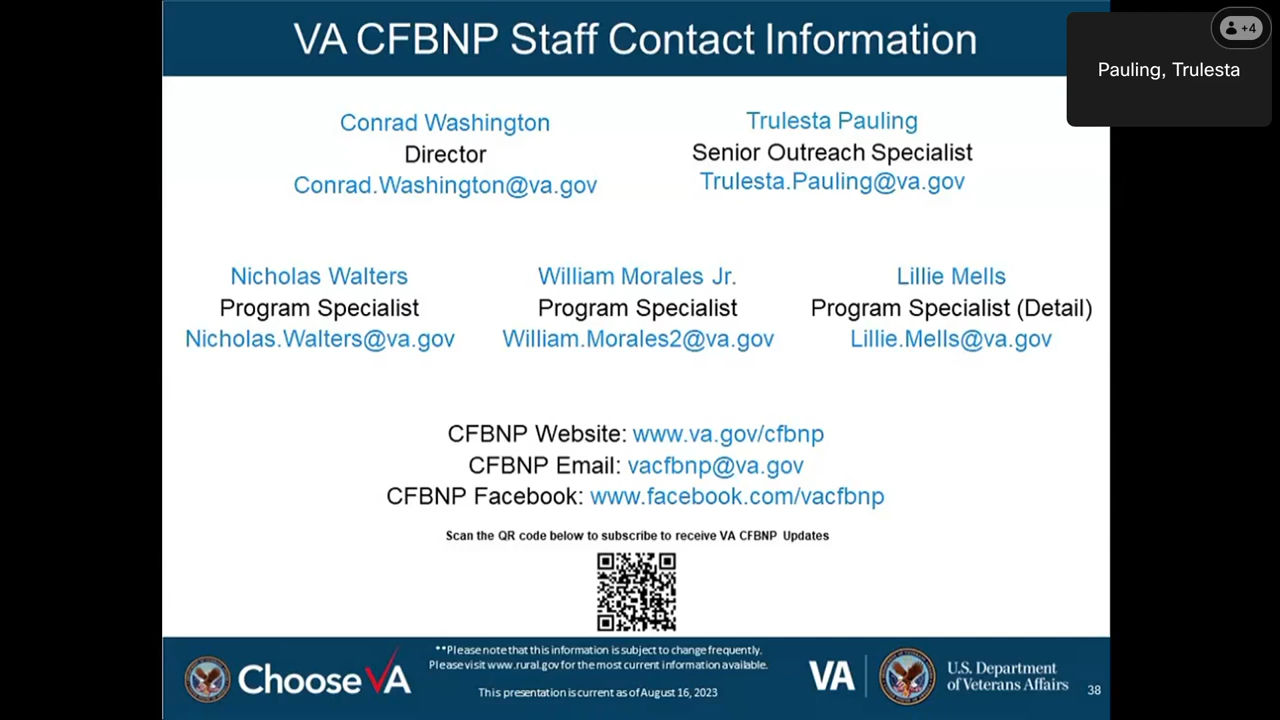 VA CFBNP Staff Contact Information
+4
Pauling, Trulesta
Conrad Washington
Director
Conrad.Washington@va.gov
Trulesta Pauling
Senior Outreach Specialist
Trulesta.Pauling@va.gov
Nicholas Walters
Program Specialist
Nicholas.Walters@va.gov
William Morales Jr.
Program Specialist
William.Morales2@va.gov
Lillie Mells
Program Specialist (Detail)
Lillie.Mells@va.gov
CFBNP Website: www.va.gov/cfbnp
CFBNP Email: vacfbnp@va.gov
CFBNP Facebook: www.facebook.com/vacfbnp
Scan the QR code below to subscribe to receive VA CFBNP Updates
Choose VA
**Please note that this information is subject to change frequently.
Please visit www.rural.gov for the most current information available.
This presentation is current as of August 16, 2023
VA
U.S. Department
of Veterans Affairs
38